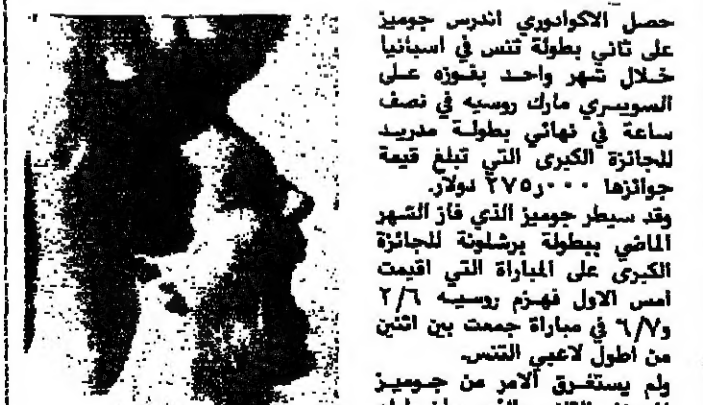 حصل الاكوادوري اندرس جوميز
على ثاني بطولة تنس في اسبانيا
خلال شهر واحد بفوزه على
السويسري مارك روسيه في نصف
ساعة في نهائي بطولة مدريد
للجائزة الكبرى التي تبلغ قيمة
جوائزها ٢٧٥٫٠٠٠ دولار.
وقد سيطر جوميز الذي فاز الشهر
الماضي ببطولة برشلونة للجائزة
الكبرى على المباراة التي اقيمت
امس الاول فهزم روسيه ٢/٦
و٦/٧ في مباراة جمعت بين اثنين
من اطول لاعبي التنس.
ولم يستغرق الامر من جوميز